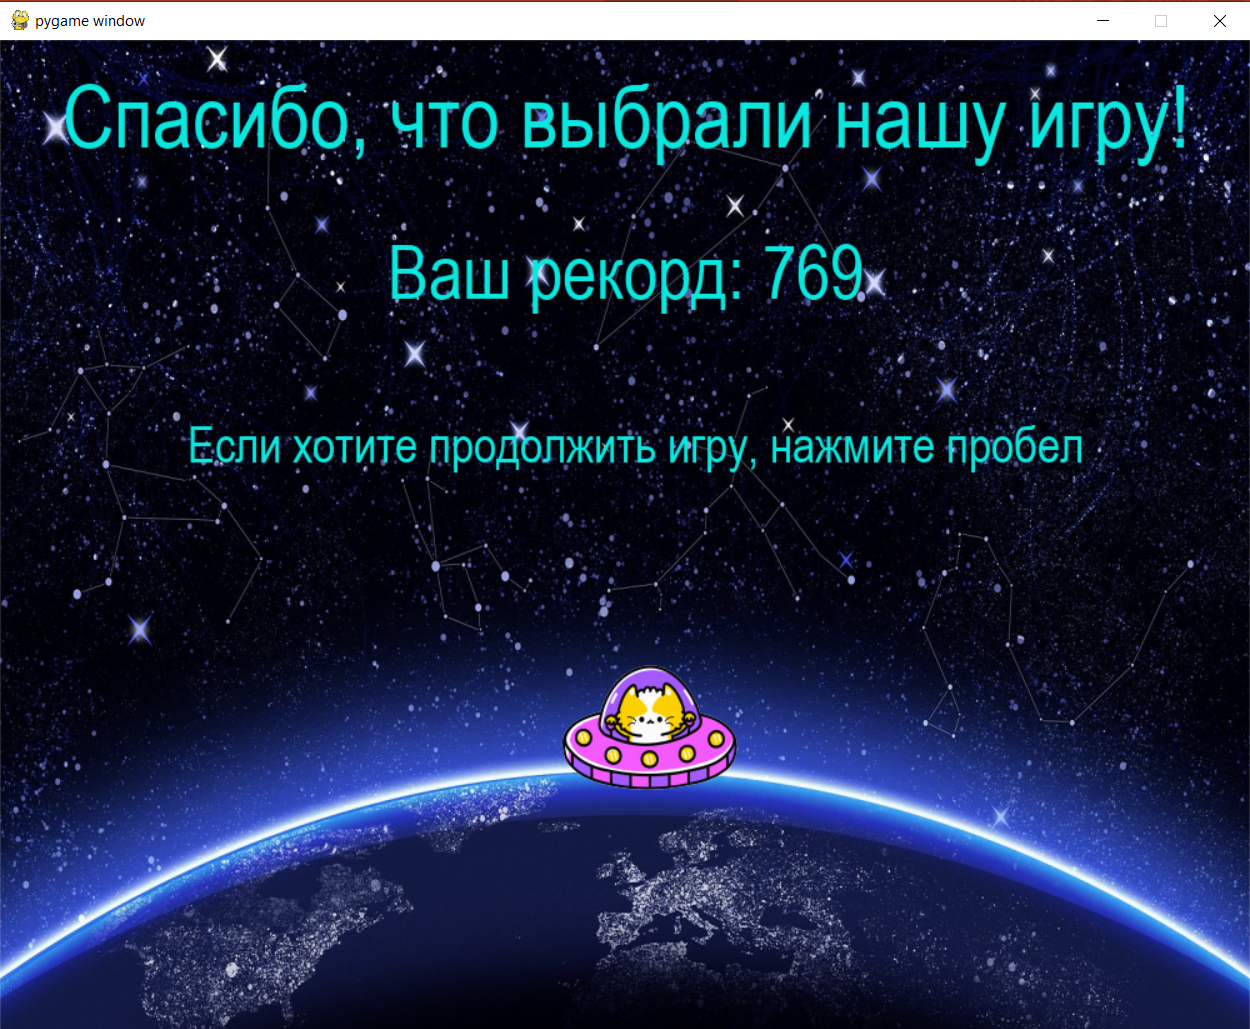 pygame window
Спасибо, что выбрали нашу игру!
Ваш рекорд: 769
Если хотите продолжить игру, нажмите пробел